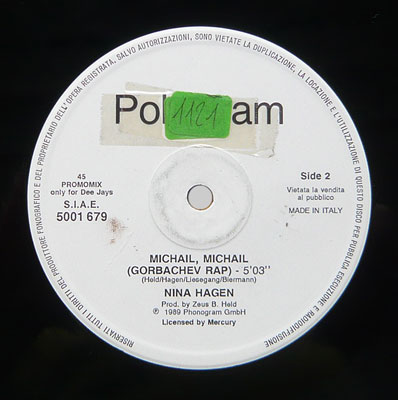 RISERVATI TUTTI I DIRITTI DEL PRODUTTORE FONOGRAFICO E DEL PROPRIETARIO DELL'OPERA REGISTRATA, SALVO AUTORIZZAZIONI, SONO VIETATE LA DUPLICAZIONE, LA LOCAZIONE E L'UTILIZZAZIONE DI QUESTO DISCO PER PUBBLICA ESECUZIONE E RADIODIFFUSIONE
Pol 1121 am
45
PROMOMIX
only for Dee Jays
S.I.A.E.
5001 679
Side 2
Vietata la vendita
al pubblico
MADE IN ITALY
MICHAIL, MICHAIL
(GORBACHEV RAP) - 5'03''
(Held/Hagen/Liesegang/Biermann)
NINA HAGEN
Prod. by Zeus B. Held
℗ 1989 Phonogram GmbH
Licensed by Mercury